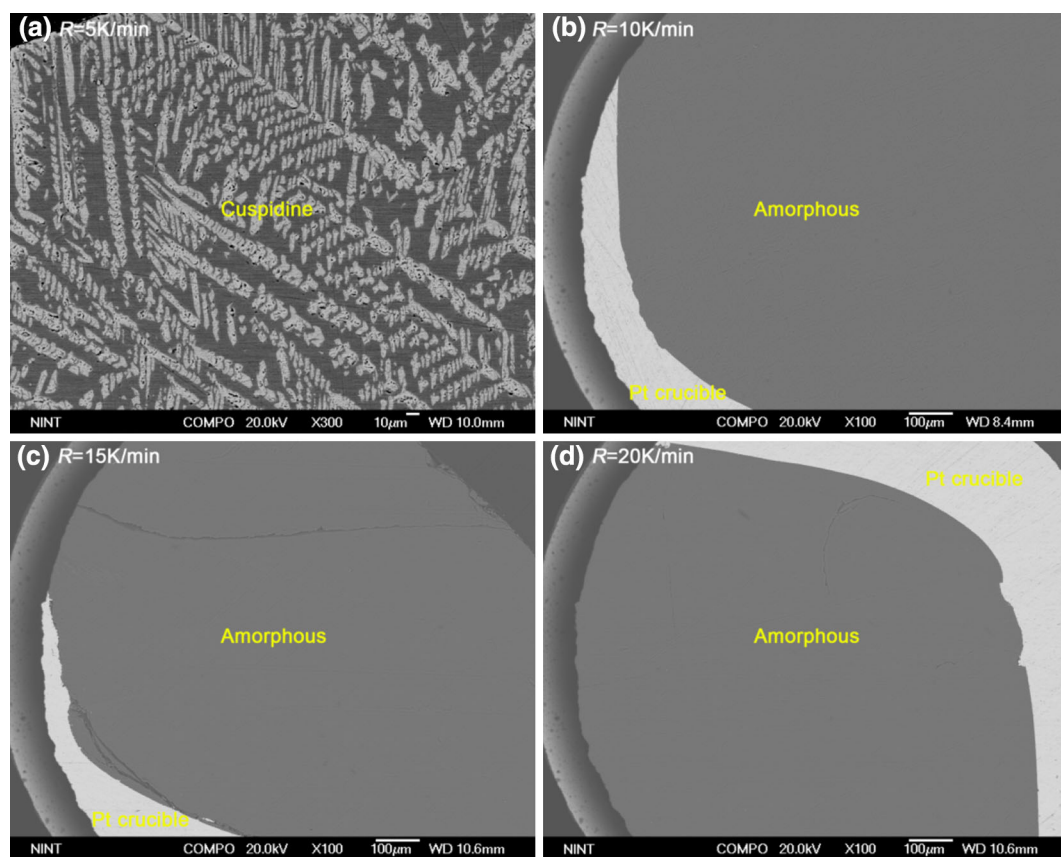 (a) R=5K/min
Cuspidine
NINT COMPO 20.0kV X300 10μm WD 10.0mm
(b) R=10K/min
Amorphous
Pt crucible
NINT COMPO 20.0kV X100 100μm WD 8.4mm
(c) R=15K/min
Amorphous
Pt crucible
NINT COMPO 20.0kV X100 100μm WD 10.6mm
(d) R=20K/min
Pt crucible
Amorphous
NINT COMPO 20.0kV X100 100μm WD 10.6mm